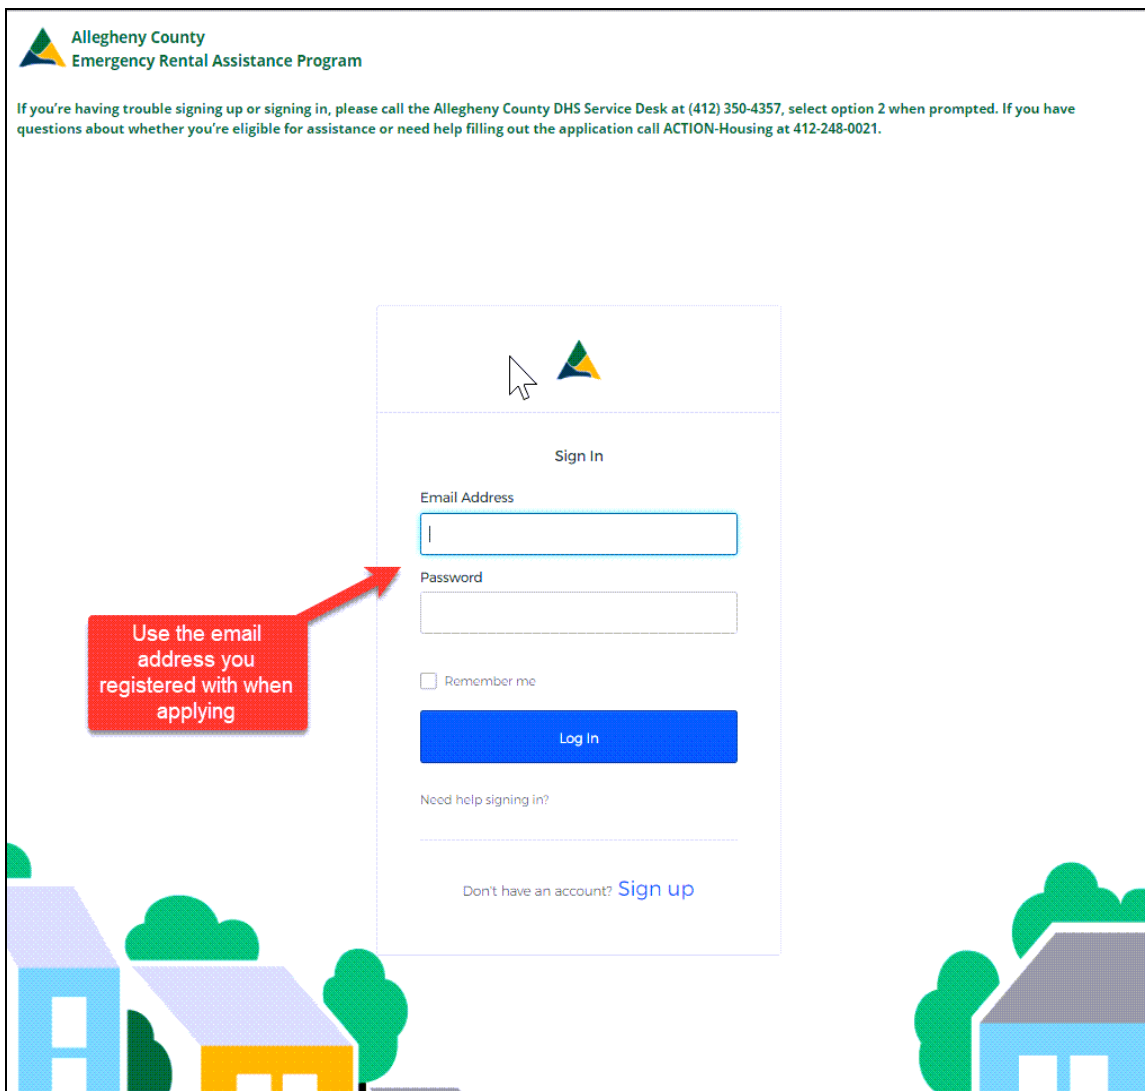 Allegheny County
Emergency Rental Assistance Program
If you're having trouble signing up or signing in, please call the Allegheny County DHS Service Desk at (412) 350-4357, select option 2 when prompted. If you have
questions about whether you're eligible for assistance or need help filling out the application call ACTION-Housing at 412-248-0021.
Sign In
Email Address
Password
Use the email
address you
registered with when
applying
Remember me
Log In
Need help signing in?
Don't have an account? Sign up